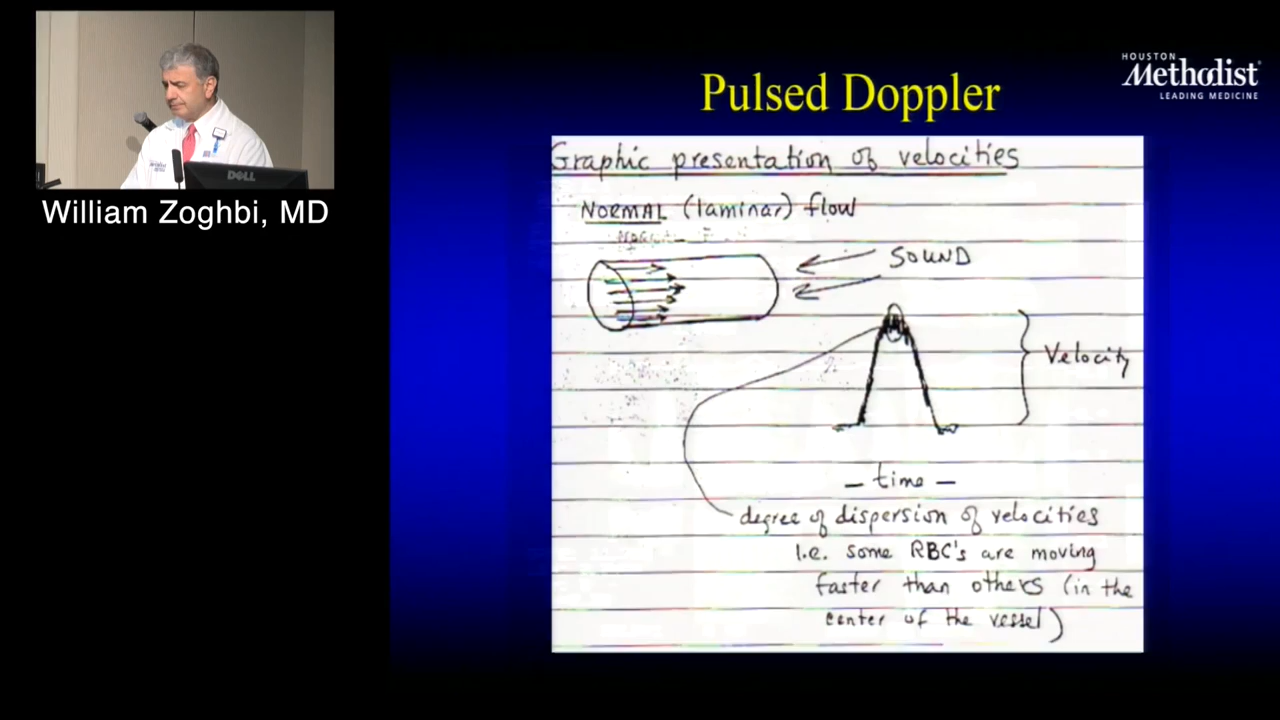 HOUSTON
Methodist
LEADING MEDICINE
Pulsed Doppler
DELL
William Zoghbi, MD
Graphic presentation of velocities
NORMAL (laminar) flow
SOUND
Velocity
- time -
degree of dispersion of velocities
I.e. some RBC's are moving
faster than others (in the
center of the vessel)